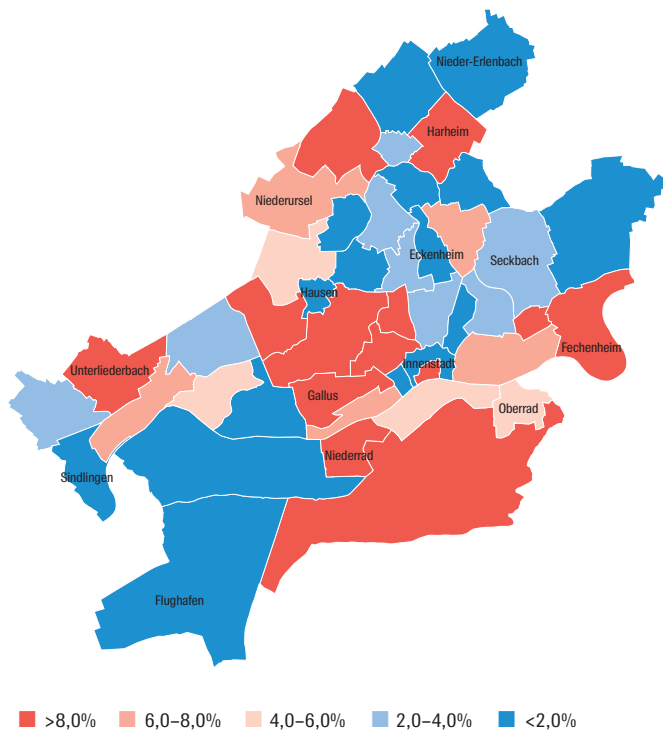 Nieder-Erlenbach
Harheim
Niederursel
Eckenheim
Seckbach
Hausen
Fechenheim
Innenstadt
Unterliederbach
Gallus
Oberrad
Niederrad
Sindlingen
Flughafen
>8,0% 6,0–8,0% 4,0–6,0% 2,0–4,0% <2,0%